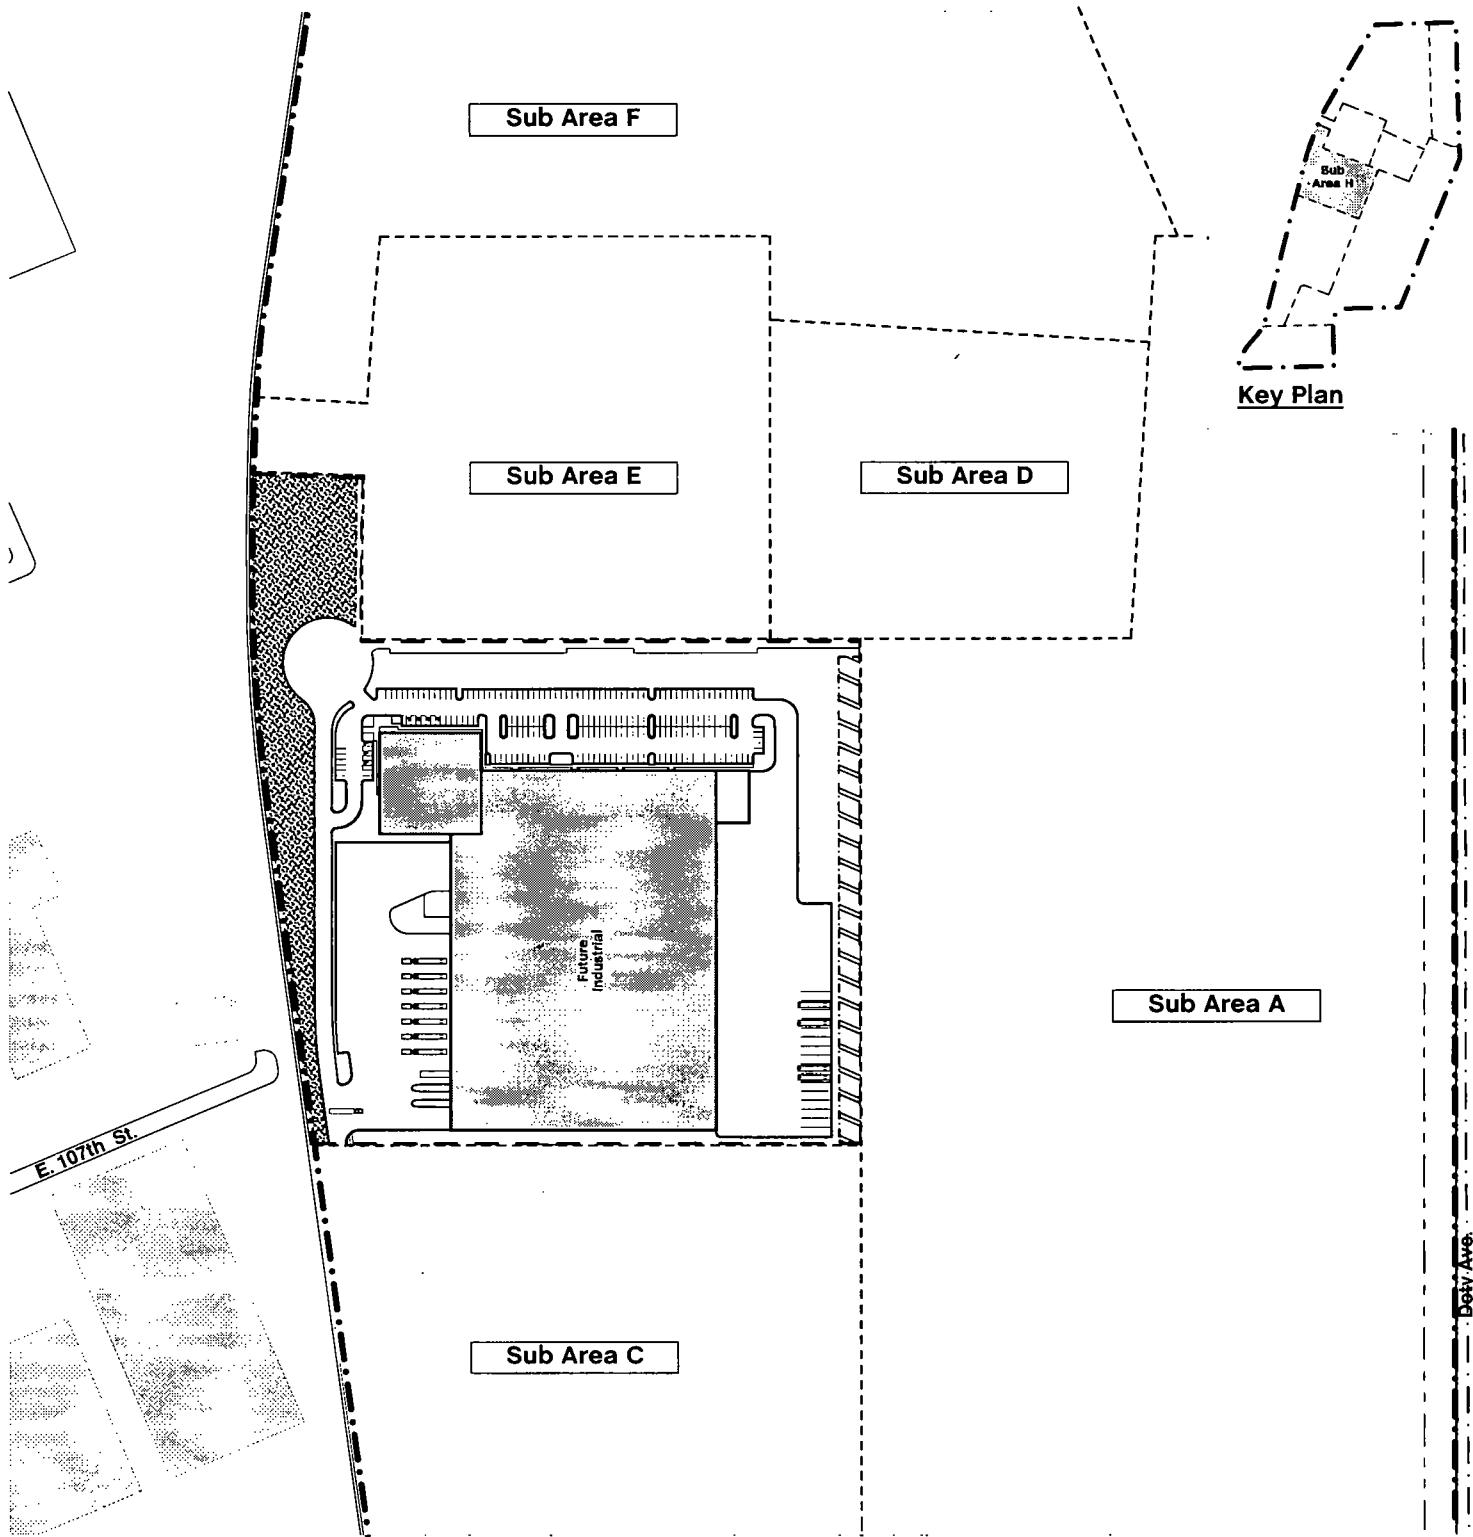 Sub Area F
Sub
Area H
Key Plan
Sub Area E
Sub Area D
Future
Industrial
Sub Area A
E. 107th St.
Doty Ave.
Sub Area C